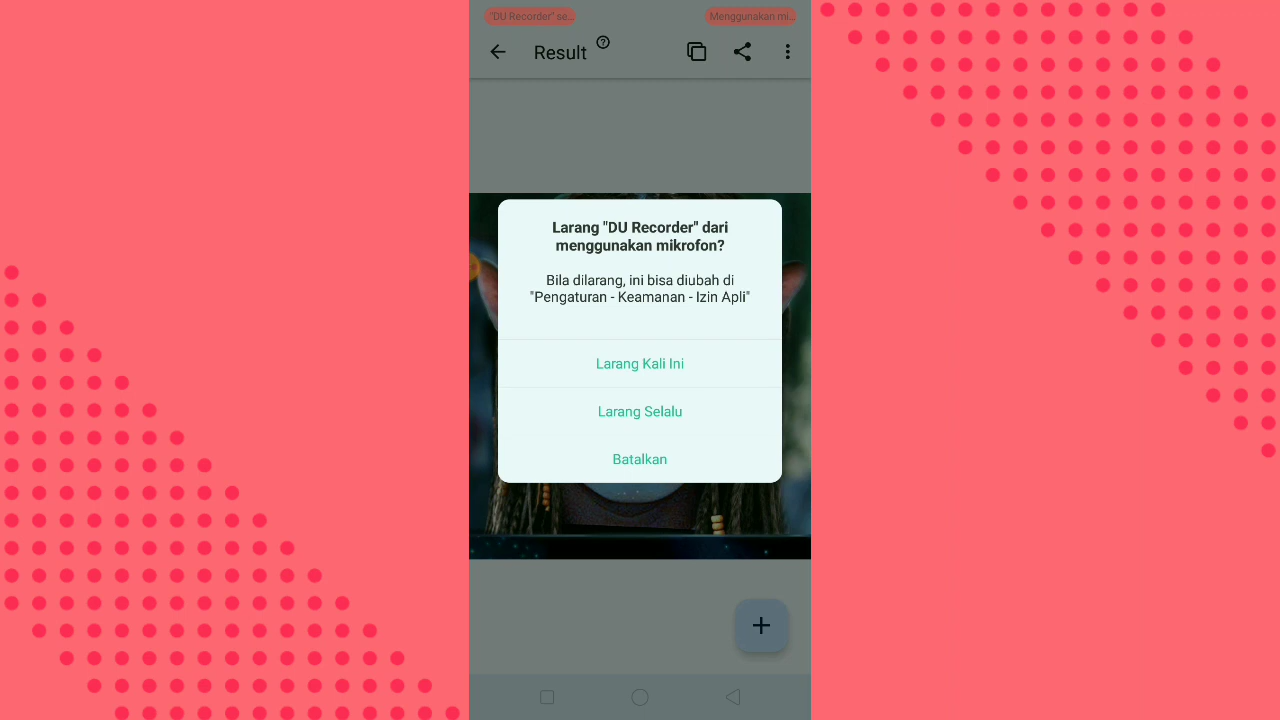 "DU Recorder" se...
Menggunakan mi...
Result
Larang "DU Recorder" dari
menggunakan mikrofon?
Bila dilarang, ini bisa diubah di
"Pengaturan - Keamanan - Izin Apli"
Larang Kali Ini
Larang Selalu
Batalkan